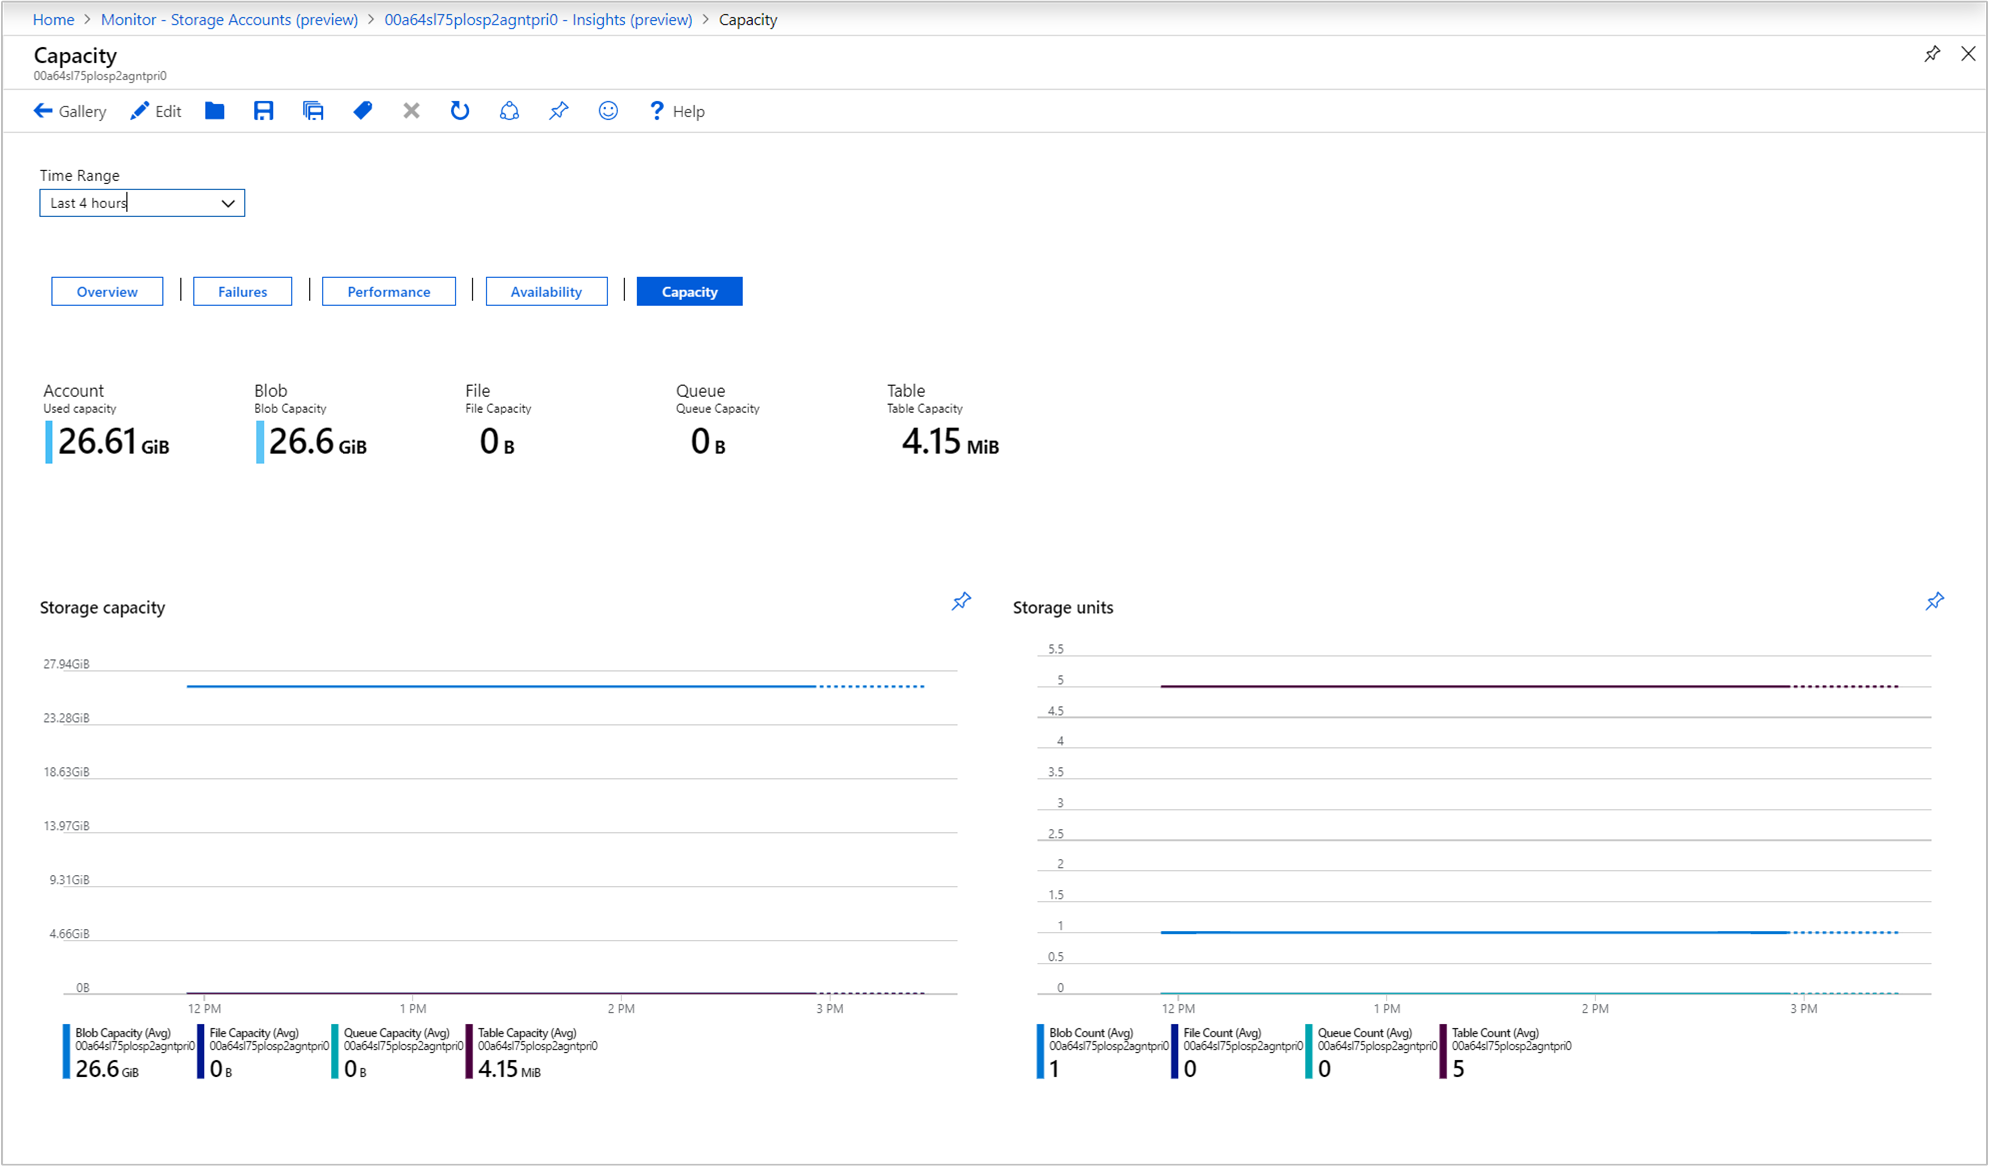 Home > Monitor - Storage Accounts (preview) > 00a64sl75plosp2agntpri0 - Insights (preview) > Capacity
Capacity
00a64sl75plosp2agntpri0
Gallery Edit ? Help
Time Range
Last 4 hours
Overview | Failures | Performance | Availability | Capacity
Account Blob File Queue Table
Used capacity Blob Capacity File Capacity Queue Capacity Table Capacity
26.61 GiB 26.6 GiB 0 B 0 B 4.15 MiB
Storage capacity
27.94GiB
23.28GiB
18.63GiB
13.97GiB
9.31GiB
4.66GiB
0B
12 PM 1 PM 2 PM 3 PM
Blob Capacity (Avg) File Capacity (Avg) Queue Capacity (Avg) Table Capacity (Avg)
00a64sl75plosp2agntpri0 00a64sl75plosp2agntpri0 00a64sl75plosp2agntpri0 00a64sl75plosp2agntpri0
26.6 GiB 0 B 0 B 4.15 MiB
Storage units
5.5
5
4.5
4
3.5
3
2.5
2
1.5
1
0.5
0
12 PM 1 PM 2 PM 3 PM
Blob Count (Avg) File Count (Avg) Queue Count (Avg) Table Count (Avg)
00a64sl75plosp2agntpri0 00a64sl75plosp2agntpri0 00a64sl75plosp2agntpri0 00a64sl75plosp2agntpri0
1 0 0 5